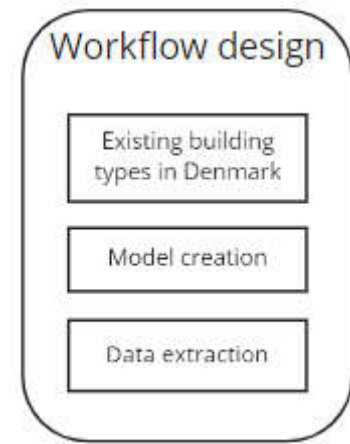 Workflow design
Existing building
types in Denmark
Model creation
Data extraction